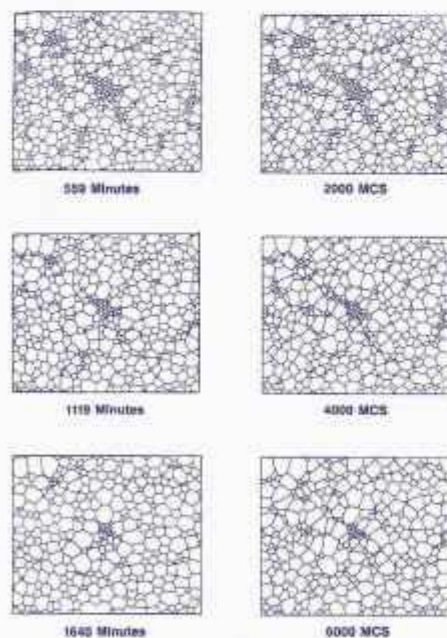 559 Minutes
2000 MCS
1119 Minutes
4000 MCS
1640 Minutes
6000 MCS